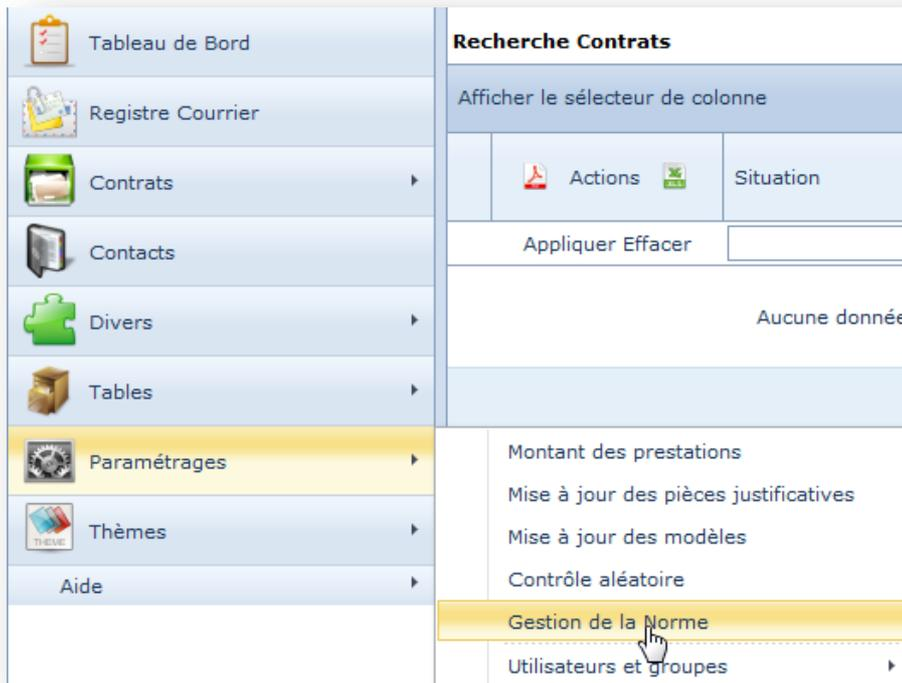 Tableau de Bord
Registre Courrier
Contrats
Contacts
Divers
Tables
Paramétrages
THEME
Thèmes
Aide
Recherche Contrats
Afficher le sélecteur de colonne
Actions
Situation
Appliquer Effacer
Aucune donnée
Montant des prestations
Mise à jour des pièces justificatives
Mise à jour des modèles
Contrôle aléatoire
Gestion de la Norme
Utilisateurs et groupes